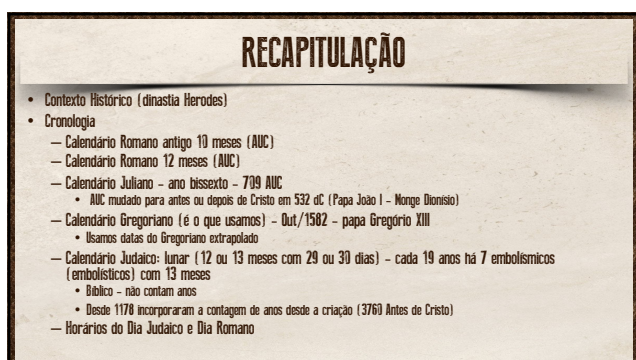 RECAPITULAÇÃO
• Contexto Histórico (dinastia Herodes)
• Cronologia
– Calendário Romano antigo 10 meses (AUC)
– Calendário Romano 12 meses (AUC)
– Calendário Juliano – ano bissexto – 709 AUC
• AUC mudado para antes ou depois de Cristo em 532 dC (Papa João I – Monge Dionísio)
– Calendário Gregoriano (é o que usamos) – Out/1582 – papa Gregório XIII
• Usamos datas do Gregoriano extrapolado
– Calendário Judaico: lunar (12 ou 13 meses com 29 ou 30 dias) – cada 19 anos há 7 embolísmicos
(embolísticos) com 13 meses
• Bíblico – não contam anos
• Desde 1178 incorporaram a contagem de anos desde a criação (3760 Antes de Cristo)
– Horários do Dia Judaico e Dia Romano